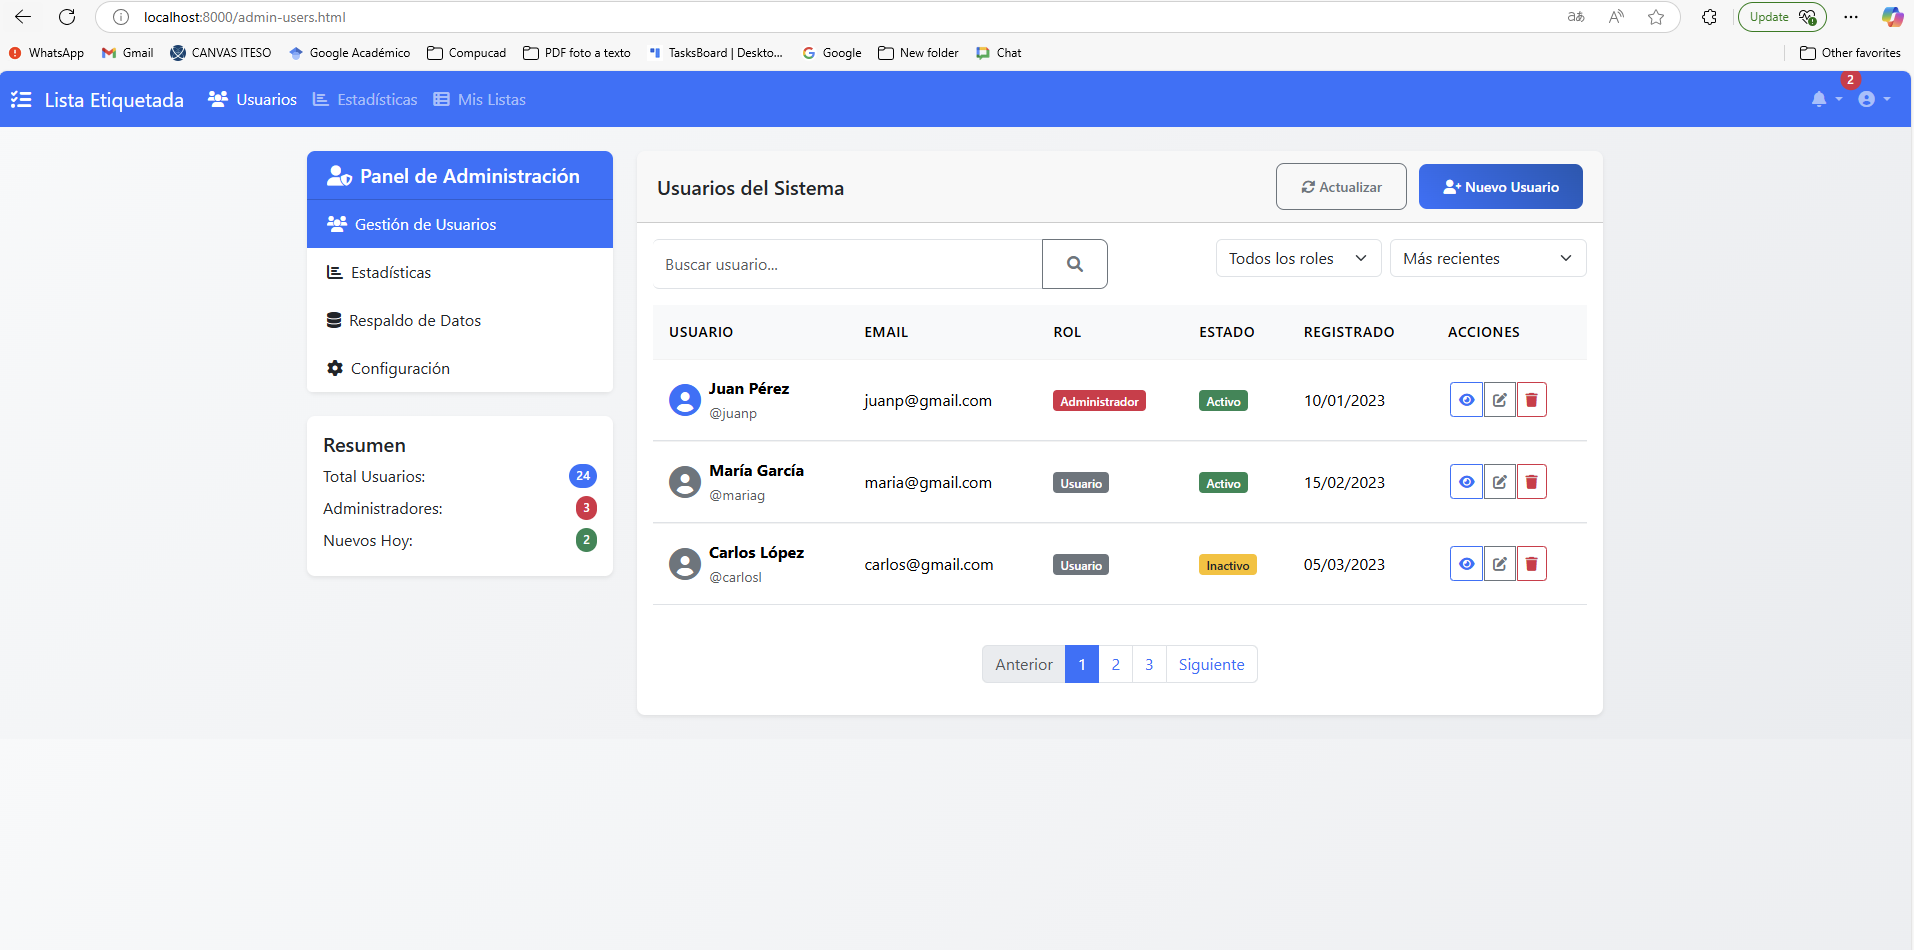 localhost:8000/admin-users.html
Update
WhatsApp Gmail CANVAS ITESO Google Académico Compucad PDF foto a texto TasksBoard | Deskto... Google New folder Chat Other favorites
Lista Etiquetada Usuarios Estadísticas Mis Listas 2
Panel de Administración
Gestión de Usuarios
Estadísticas
Respaldo de Datos
Configuración
Resumen
Total Usuarios: 24
Administradores: 3
Nuevos Hoy: 2
Usuarios del Sistema Actualizar Nuevo Usuario
Buscar usuario... Todos los roles Más recientes
USUARIO EMAIL ROL ESTADO REGISTRADO ACCIONES
Juan Pérez
@juanp juanp@gmail.com Administrador Activo 10/01/2023
María García
@mariag maria@gmail.com Usuario Activo 15/02/2023
Carlos López
@carlosl carlos@gmail.com Usuario Inactivo 05/03/2023
Anterior 1 2 3 Siguiente